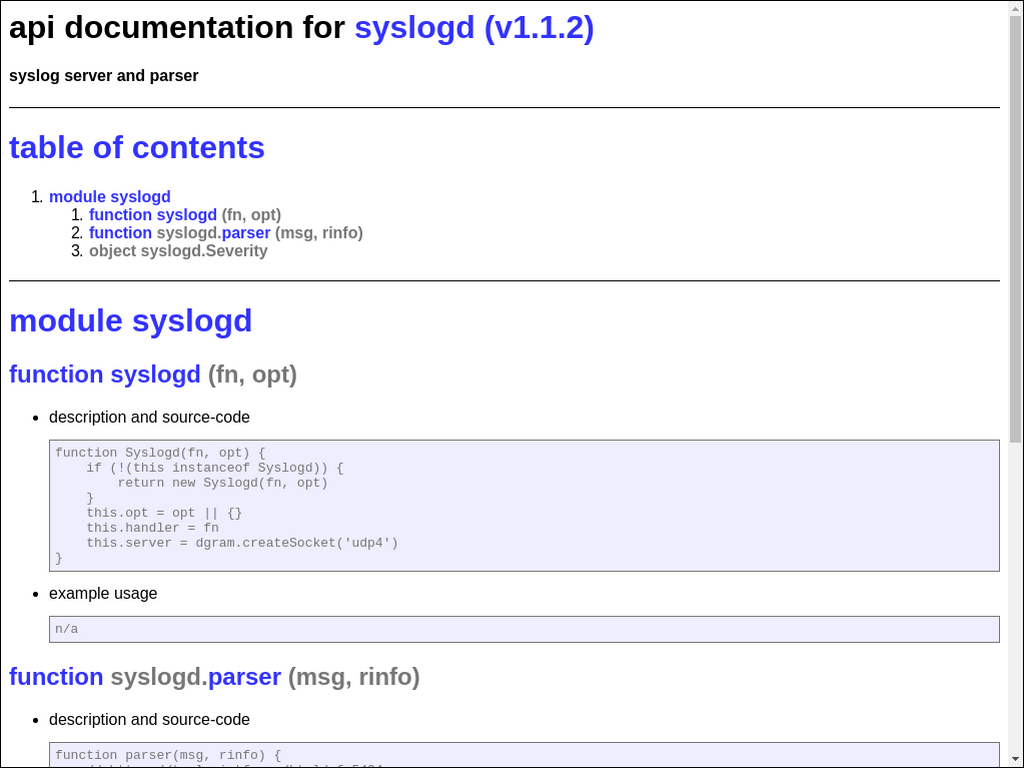 api documentation for syslogd (v1.1.2)
syslog server and parser
table of contents
1. module syslogd
1. function syslogd (fn, opt)
2. function syslogd.parser (msg, rinfo)
3. object syslogd.Severity
module syslogd
function syslogd (fn, opt)
• description and source-code
function Syslogd(fn, opt) {
    if (!(this instanceof Syslogd)) {
        return new Syslogd(fn, opt)
    }
    this.opt = opt || {}
    this.handler = fn
    this.server = dgram.createSocket('udp4')
}
• example usage
n/a
function syslogd.parser (msg, rinfo)
• description and source-code
function parser(msg, rinfo) {